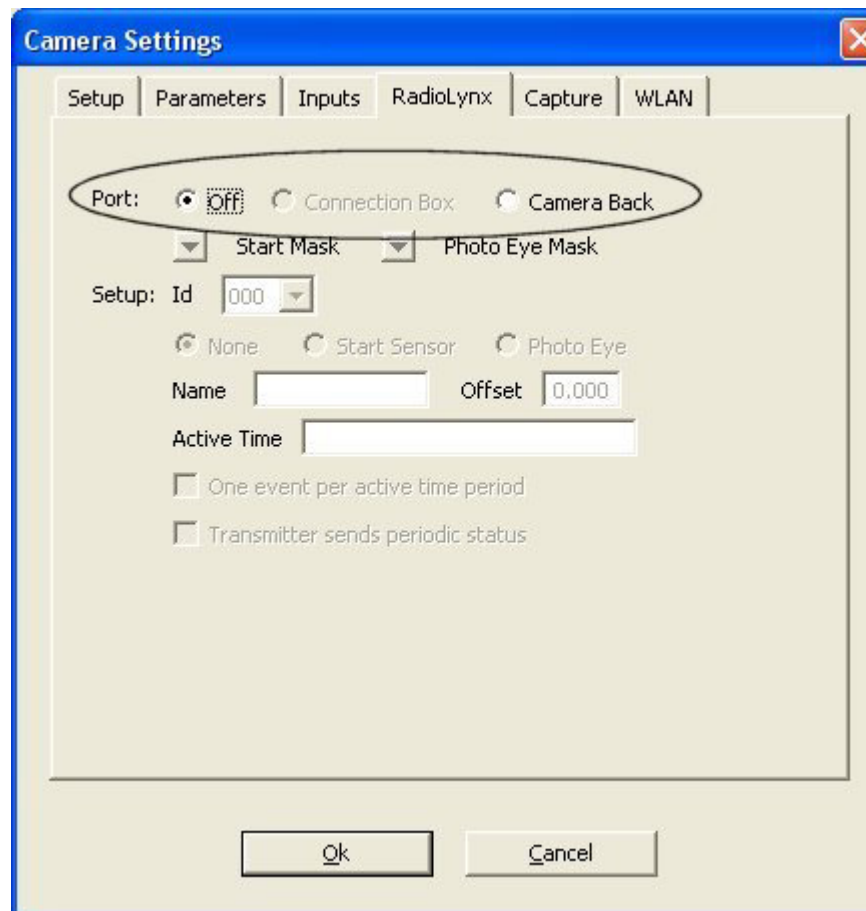 Camera Settings
Setup Parameters Inputs RadioLynx Capture WLAN
Port: Off Connection Box Camera Back
Start Mask Photo Eye Mask
Setup: Id 000
None Start Sensor Photo Eye
Name Offset 0.000
Active Time
One event per active time period
Transmitter sends periodic status
Ok Cancel